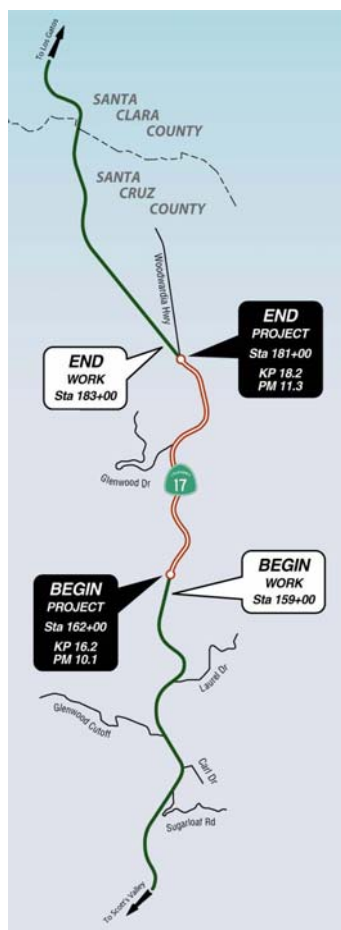 To Los Gatos
SANTA
CLARA
COUNTY
SANTA
CRUZ
COUNTY
Woodwardia Hwy
END
PROJECT
Sta 181+00
KP 18.2
PM 11.3
END
WORK
Sta 183+00
Glenwood Dr
CALIFORNIA
17
BEGIN
PROJECT
Sta 162+00
KP 16.2
PM 10.1
BEGIN
WORK
Sta 159+00
Laurel Dr
Glenwood Cutoff
Carl Dr
Sugarloaf Rd
To Scott's Valley